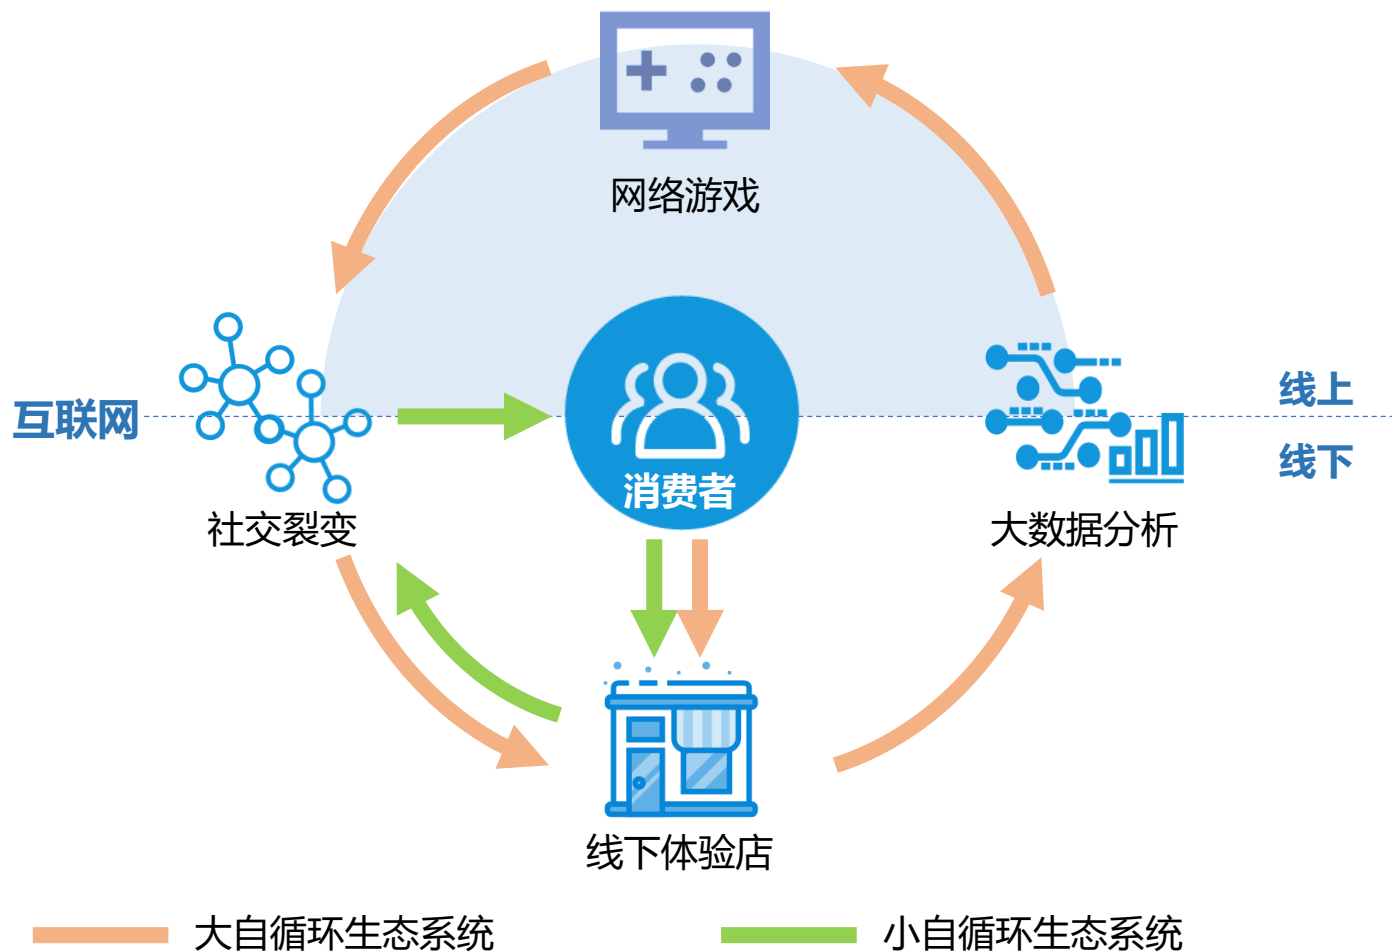 网络游戏
互联网
线上
线下
消费者
社交裂变
大数据分析
线下体验店
大自循环生态系统
小自循环生态系统